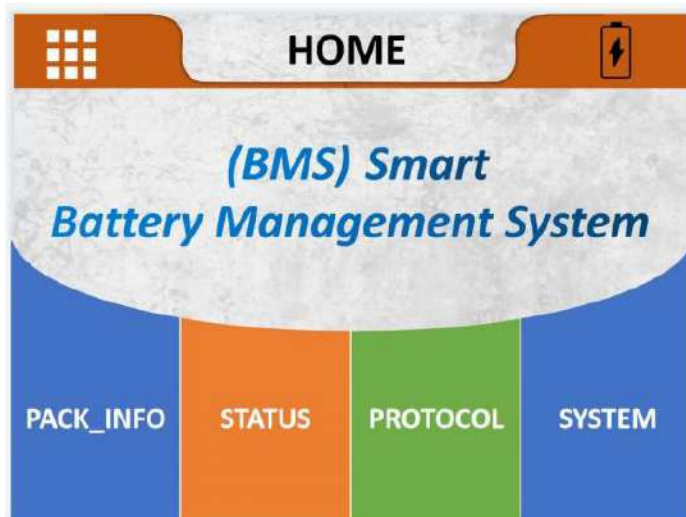 HOME
(BMS) Smart
Battery Management System
PACK_INFO
STATUS
PROTOCOL
SYSTEM